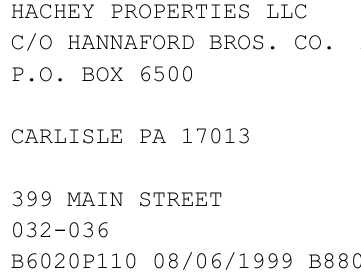 HACHEY PROPERTIES LLC
C/O HANNAFORD BROS. CO.
P.O. BOX 6500
CARLISLE PA 17013
399 MAIN STREET
032-036
B6020P110 08/06/1999 B880